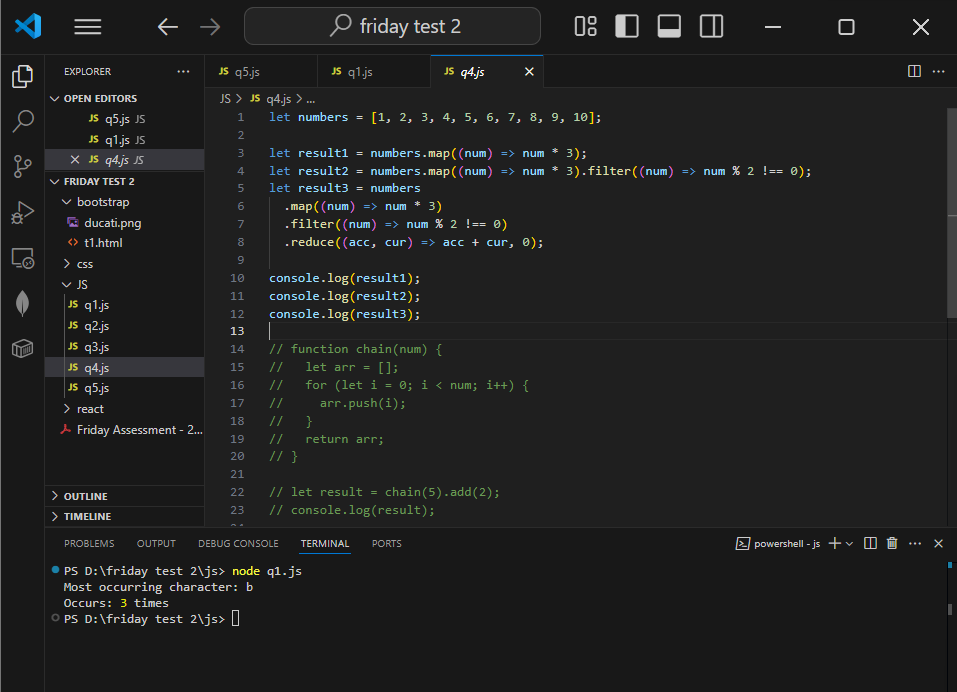 friday test 2
EXPLORER
OPEN EDITORS
JS q5.js JS
JS q1.js JS
JS q4.js JS
FRIDAY TEST 2
bootstrap
ducati.png
t1.html
css
JS
JS q1.js
JS q2.js
JS q3.js
JS q4.js
JS q5.js
react
Friday Assessment - 2...
OUTLINE
TIMELINE
JS q5.js
JS q1.js
JS q4.js
JS > JS q4.js > ...
1 let numbers = [1, 2, 3, 4, 5, 6, 7, 8, 9, 10];
2
3 let result1 = numbers.map((num) => num * 3);
4 let result2 = numbers.map((num) => num * 3).filter((num) => num % 2 !== 0);
5 let result3 = numbers
6   .map((num) => num * 3)
7   .filter((num) => num % 2 !== 0)
8   .reduce((acc, cur) => acc + cur, 0);
9
10 console.log(result1);
11 console.log(result2);
12 console.log(result3);
13
14 // function chain(num) {
15 //   let arr = [];
16 //   for (let i = 0; i < num; i++) {
17 //     arr.push(i);
18 //   }
19 //   return arr;
20 // }
21
22 // let result = chain(5).add(2);
23 // console.log(result);
PROBLEMS
OUTPUT
DEBUG CONSOLE
TERMINAL
PORTS
powershell - js
PS D:\friday test 2\js> node q1.js
Most occurring character: b
Occurs: 3 times
PS D:\friday test 2\js>